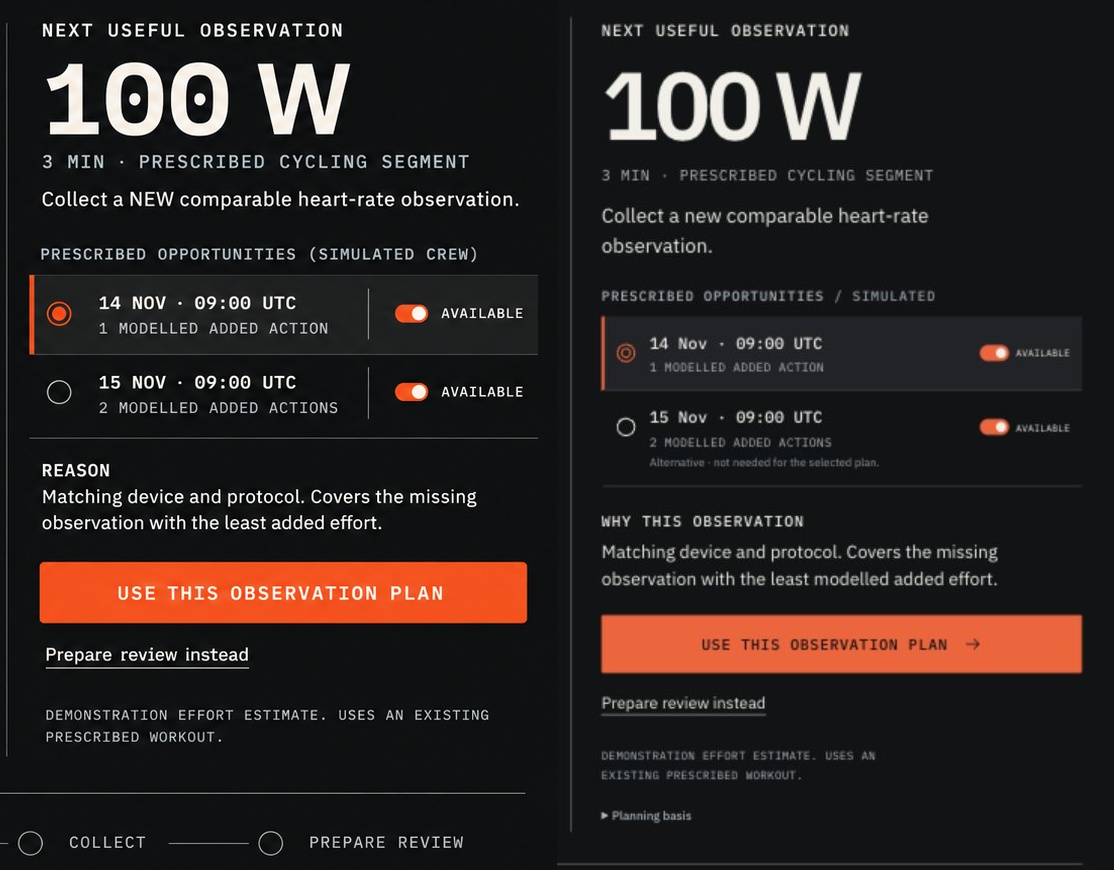 NEXT USEFUL OBSERVATION
100 W
3 MIN · PRESCRIBED CYCLING SEGMENT
Collect a NEW comparable heart-rate observation.
PRESCRIBED OPPORTUNITIES (SIMULATED CREW)
14 NOV · 09:00 UTC
1 MODELLED ADDED ACTION
AVAILABLE
15 NOV · 09:00 UTC
2 MODELLED ADDED ACTIONS
AVAILABLE
REASON
Matching device and protocol. Covers the missing
observation with the least added effort.
USE THIS OBSERVATION PLAN
Prepare review instead
DEMONSTRATION EFFORT ESTIMATE. USES AN EXISTING
PRESCRIBED WORKOUT.
COLLECT
PREPARE REVIEW
NEXT USEFUL OBSERVATION
100 W
3 MIN · PRESCRIBED CYCLING SEGMENT
Collect a new comparable heart-rate
observation.
PRESCRIBED OPPORTUNITIES / SIMULATED
14 Nov · 09:00 UTC
1 MODELLED ADDED ACTION
AVAILABLE
15 Nov · 09:00 UTC
2 MODELLED ADDED ACTIONS
Alternative · not needed for the selected plan.
AVAILABLE
WHY THIS OBSERVATION
Matching device and protocol. Covers the missing
observation with the least modelled added effort.
USE THIS OBSERVATION PLAN →
Prepare review instead
DEMONSTRATION EFFORT ESTIMATE. USES AN
EXISTING PRESCRIBED WORKOUT.
▶ Planning basis